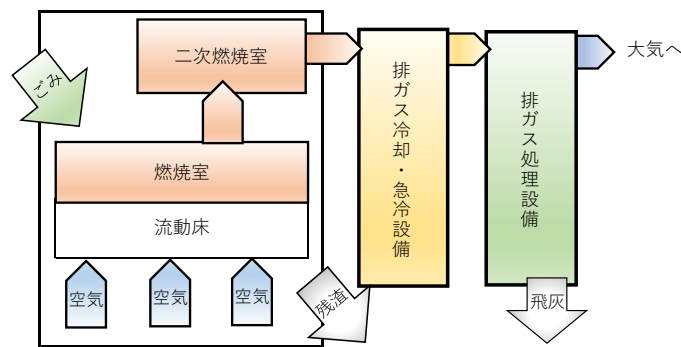 ごみ
二次燃焼室
燃焼室
流動床
空気
空気
空気
残渣
排ガス冷却・急冷設備
排ガス処理設備
飛灰
大気へ